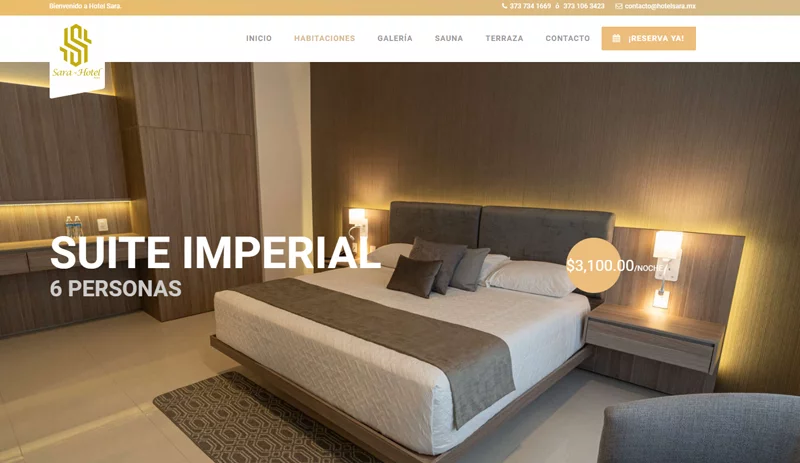 Bienvenido a Hotel Sara.
373 734 1669 ó 373 106 3423 contacto@hotelsara.mx
Sara - Hotel
INICIO HABITACIONES GALERÍA SAUNA TERRAZA CONTACTO ¡RESERVA YA!
SUITE IMPERIAL
6 PERSONAS
$3,100.00/NOCHE